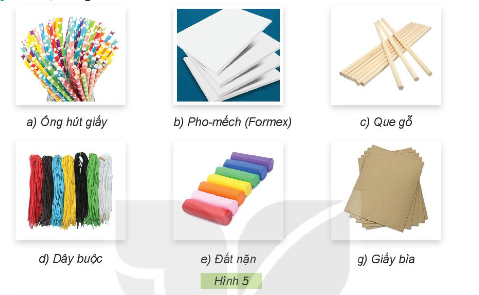 a) Ống hút giấy
b) Pho-mếch (Formex)
c) Que gỗ
d) Dây buộc
e) Đất nặn
g) Giấy bìa
Hình 5